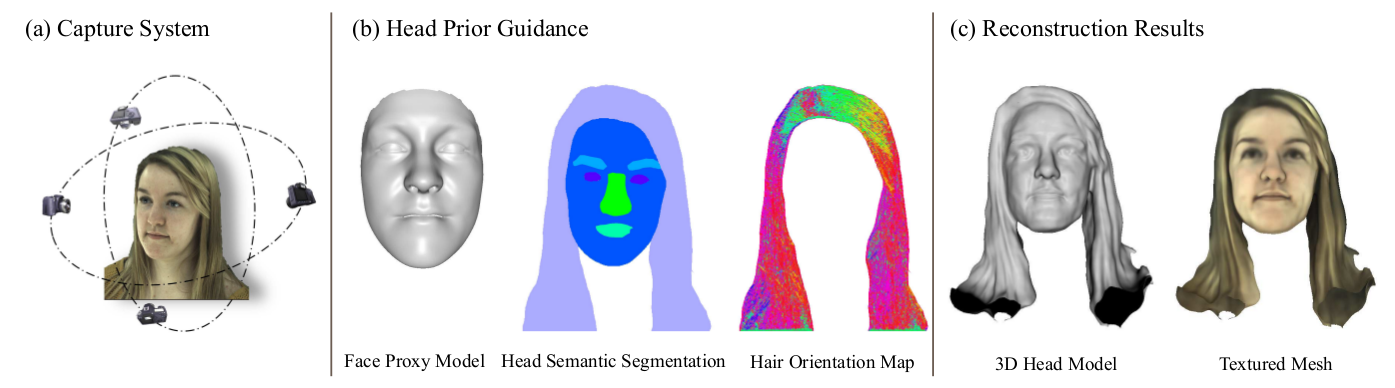 (a) Capture System
(b) Head Prior Guidance
(c) Reconstruction Results
Face Proxy Model
Head Semantic Segmentation
Hair Orientation Map
3D Head Model
Textured Mesh